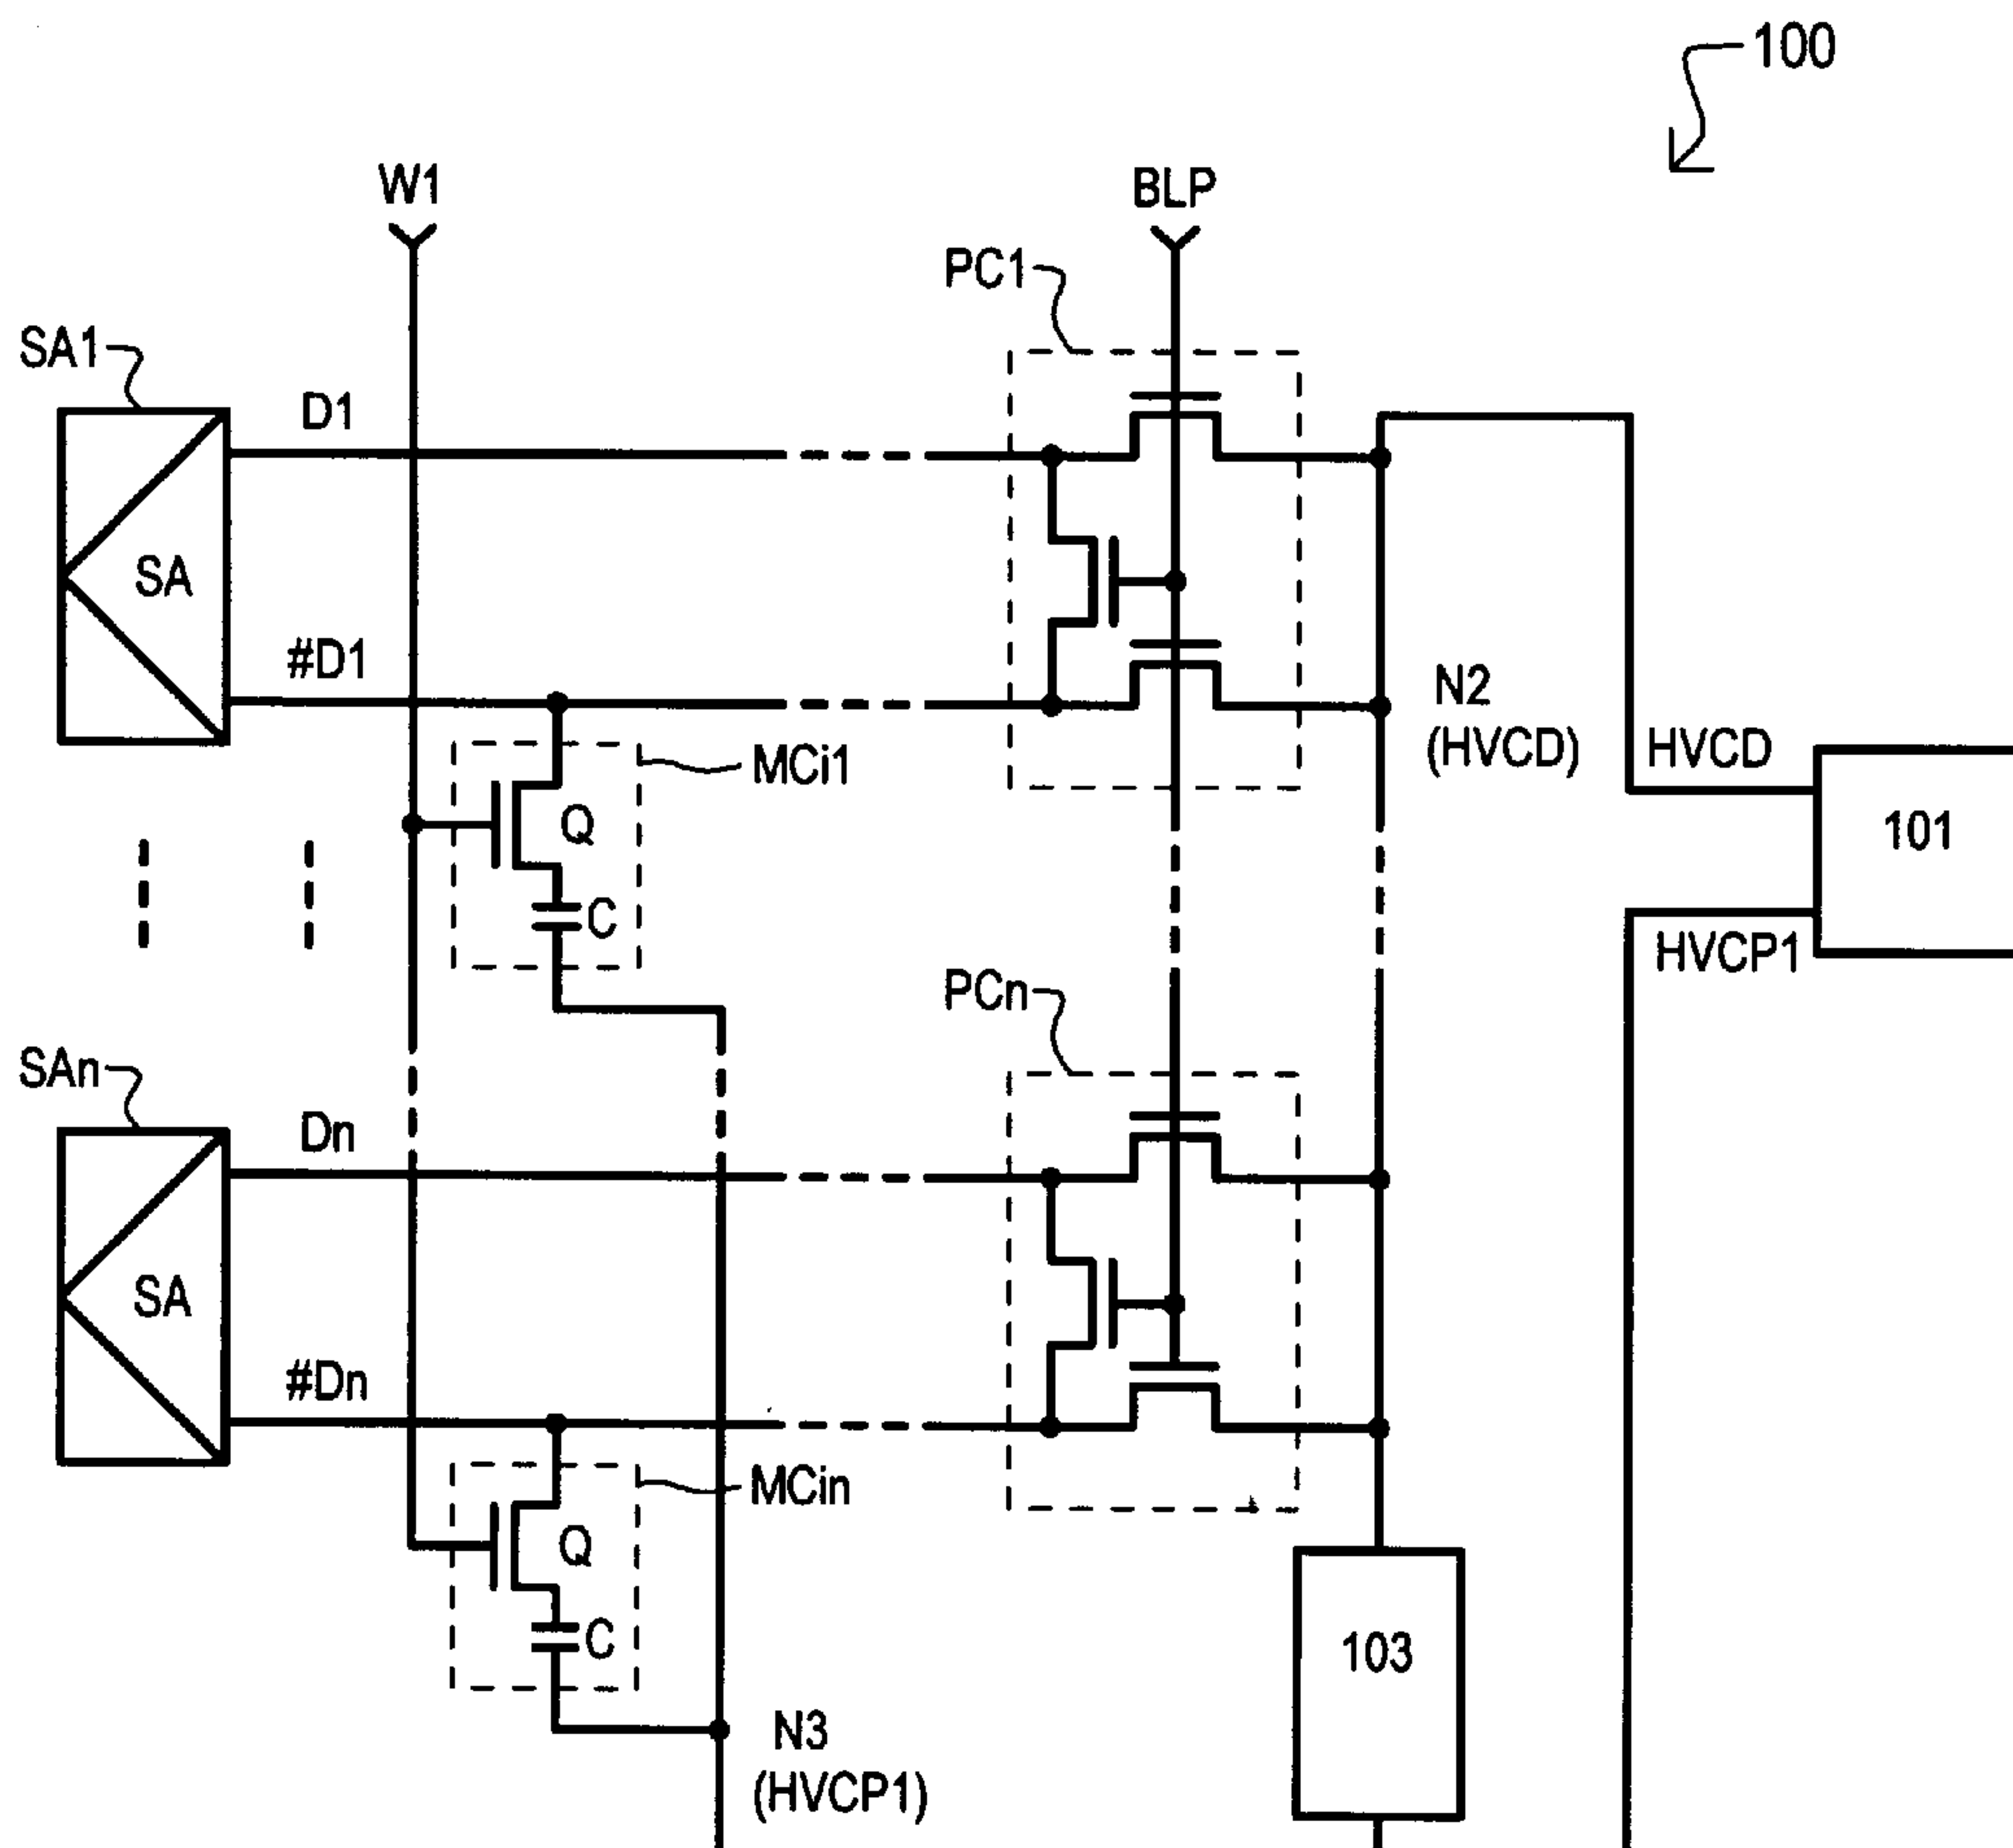 100
W1
BLP
PC1
SA1
D1
SA
#D1
N2
(HVCD)
HVCD
MCi1
Q
101
C
HVCP1
PCn
SAn
Dn
SA
#Dn
MCin
Q
C
103
N3
(HVCP1)